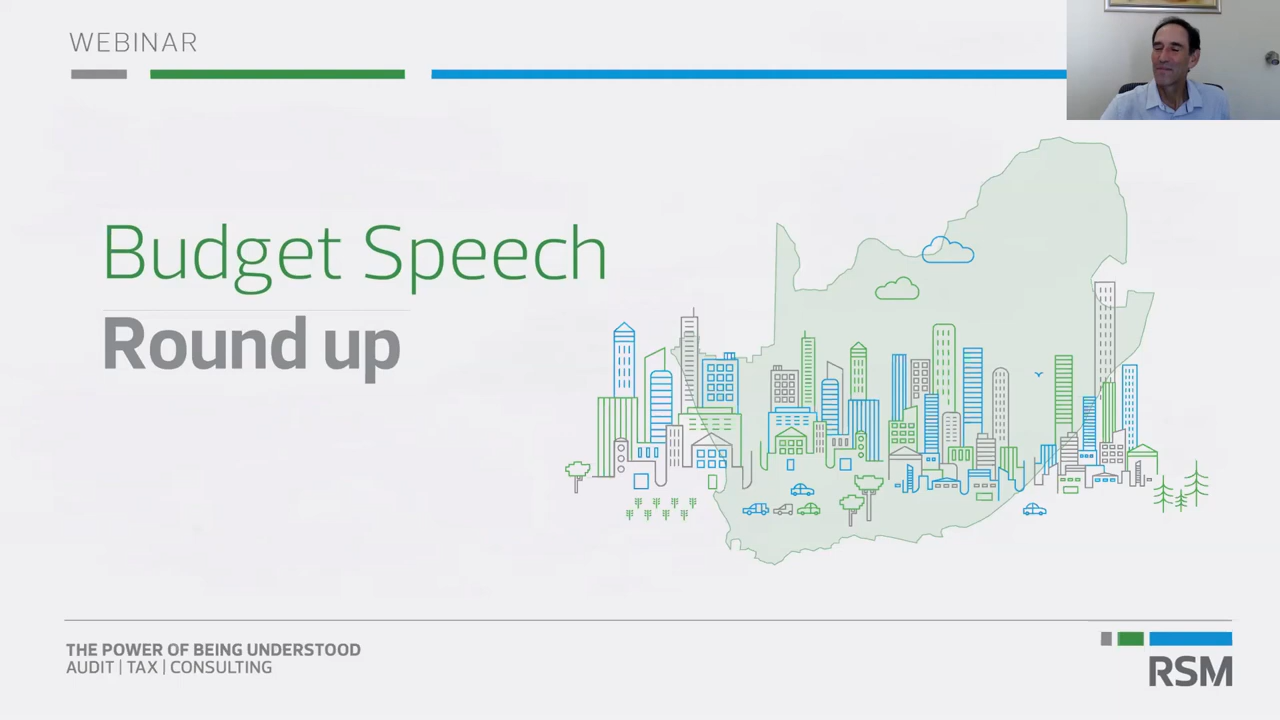 WEBINAR
Budget Speech
Round up
THE POWER OF BEING UNDERSTOOD
AUDIT | TAX | CONSULTING
RSM